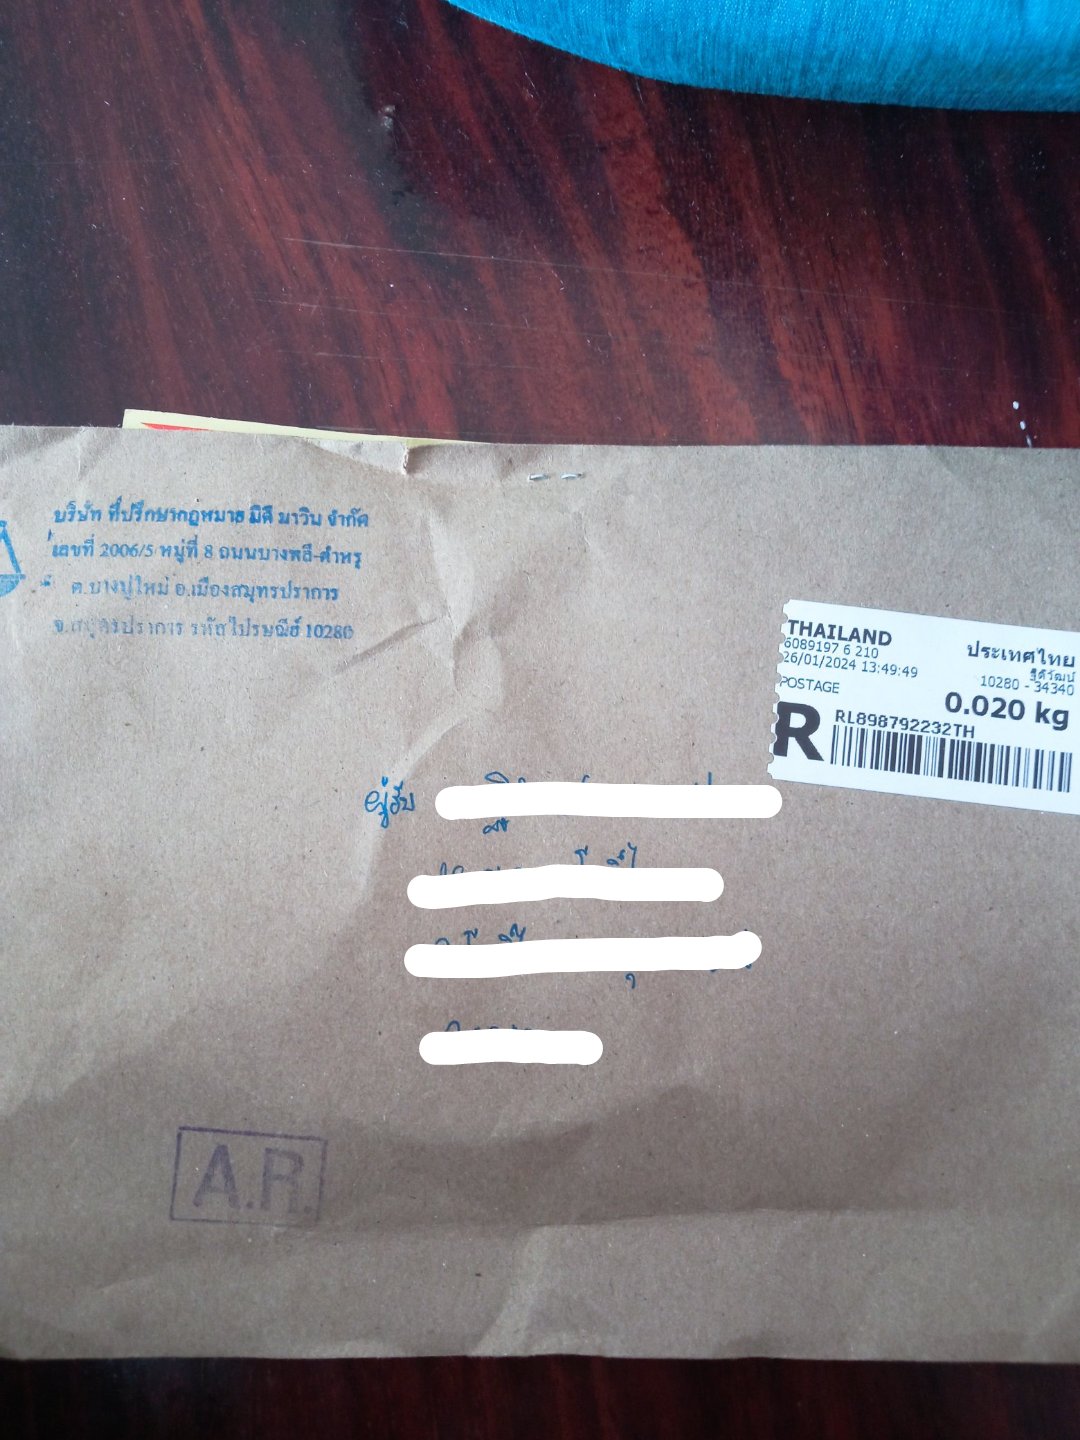 บริษัท ที่ปรึกษากฎหมาย มิดี มาวิน จำกัด
เลขที่ 2006/5 หมู่ที่ 8 ถนนบางพลี-ตำหรุ
ต.บางปูใหม่ อ.เมืองสมุทรปราการ
จ.สมุทรปราการ รหัสไปรษณีย์ 10280
THAILAND
6089197 6 210
26/01/2024 13:49:49
POSTAGE
ประเทศไทย
ฐิติวัฒน์
10280 - 34340
0.020 kg
R RL898792232TH
ผู้รับ
A.R.